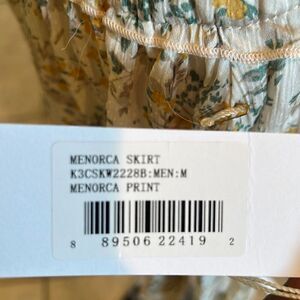 MENORCA SKIRT
K3CSKW2228B:MEN:M
MENORCA PRINT
8 89506 22419 2